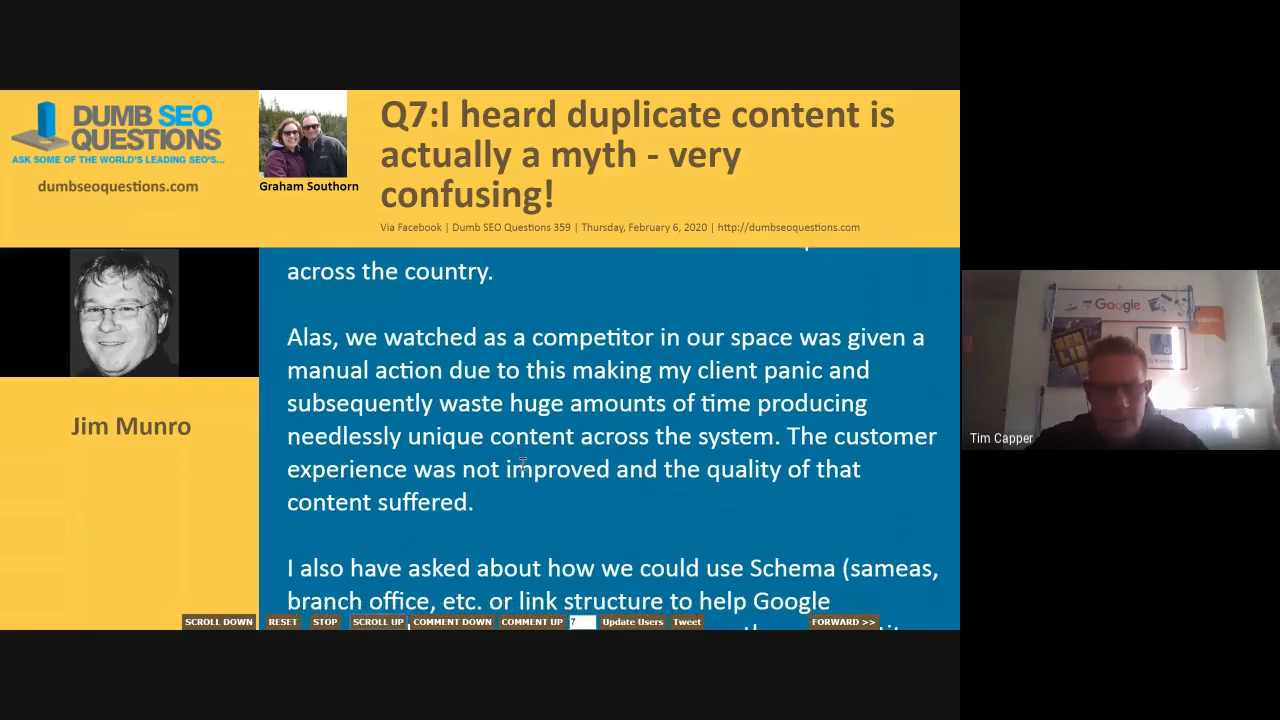 DUMB SEO
QUESTIONS
ASK SOME OF THE WORLD'S LEADING SEO'S...
dumbseoquestions.com
Graham Southorn
Q7:I heard duplicate content is
actually a myth - very
confusing!
Via Facebook | Dumb SEO Questions 359 | Thursday, February 6, 2020 | http://dumbseoquestions.com
Jim Munro
across the country.
Alas, we watched as a competitor in our space was given a
manual action due to this making my client panic and
subsequently waste huge amounts of time producing
needlessly unique content across the system. The customer
experience was not improved and the quality of that
content suffered.
I also have asked about how we could use Schema (sameas,
branch office, etc. or link structure to help Google
SCROLL DOWN RESET STOP SCROLL UP COMMENT DOWN COMMENT UP 7 Update Users Tweet FORWARD >>
Google
Tim Capper